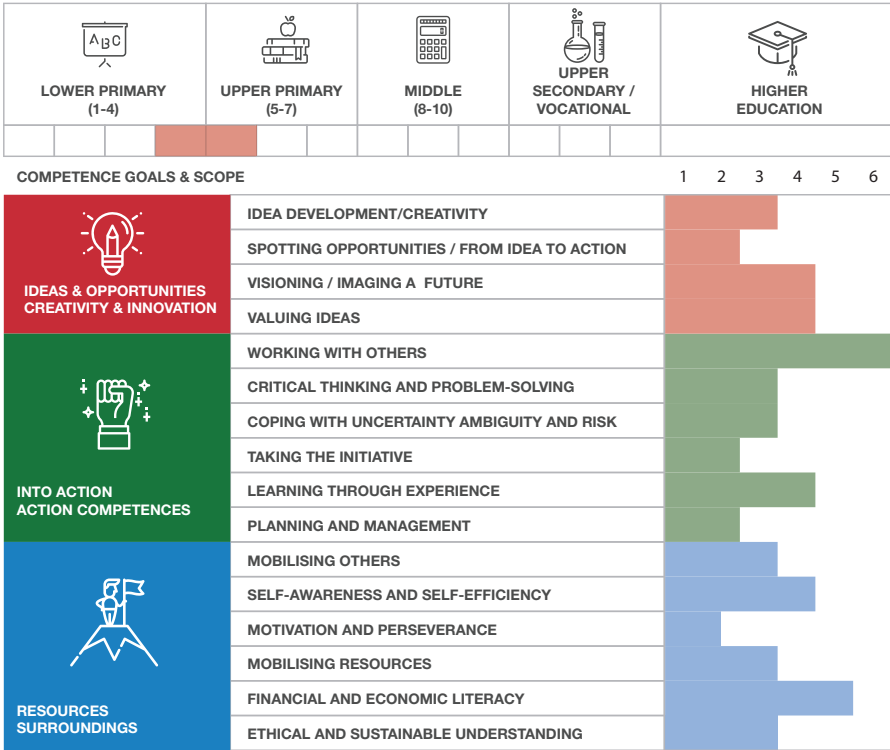 ABC
LOWER PRIMARY
(1-4)
UPPER PRIMARY
(5-7)
MIDDLE
(8-10)
UPPER
SECONDARY /
VOCATIONAL
HIGHER
EDUCATION
COMPETENCE GOALS & SCOPE
1 2 3 4 5 6
IDEAS & OPPORTUNITIES
CREATIVITY & INNOVATION
IDEA DEVELOPMENT/CREATIVITY
SPOTTING OPPORTUNITIES / FROM IDEA TO ACTION
VISIONING / IMAGING A FUTURE
VALUING IDEAS
INTO ACTION
ACTION COMPETENCES
WORKING WITH OTHERS
CRITICAL THINKING AND PROBLEM-SOLVING
COPING WITH UNCERTAINTY AMBIGUITY AND RISK
TAKING THE INITIATIVE
LEARNING THROUGH EXPERIENCE
PLANNING AND MANAGEMENT
RESOURCES
SURROUNDINGS
MOBILISING OTHERS
SELF-AWARENESS AND SELF-EFFICIENCY
MOTIVATION AND PERSEVERANCE
MOBILISING RESOURCES
FINANCIAL AND ECONOMIC LITERACY
ETHICAL AND SUSTAINABLE UNDERSTANDING